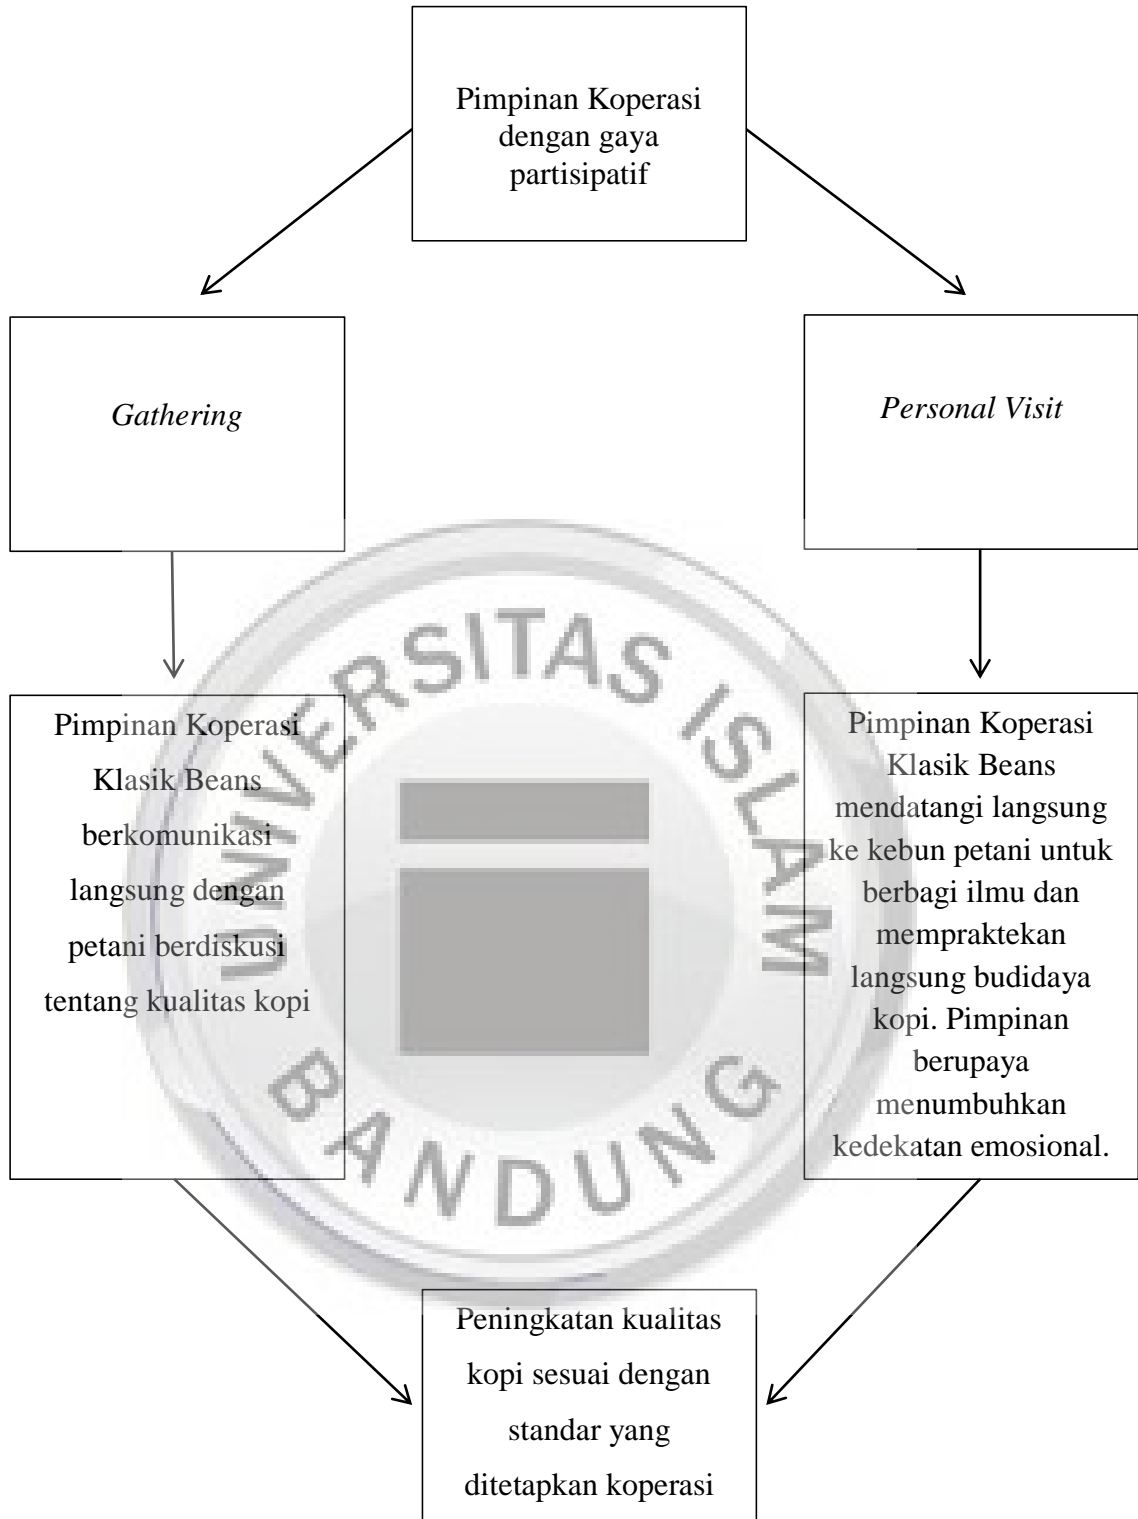 Pimpinan Koperasi
dengan gaya
partisipatif
Gathering
Personal Visit
Pimpinan Koperasi
Klasik Beans
berkomunikasi
langsung dengan
petani berdiskusi
tentang kualitas kopi
Pimpinan Koperasi
Klasik Beans
mendatangi langsung
ke kebun petani untuk
berbagi ilmu dan
mempraktekan
langsung budidaya
kopi. Pimpinan
berupaya
menumbuhkan
kedekatan emosional.
Peningkatan kualitas
kopi sesuai dengan
standar yang
ditetapkan koperasi
UNIVERSITAS ISLAM
BANDUNG